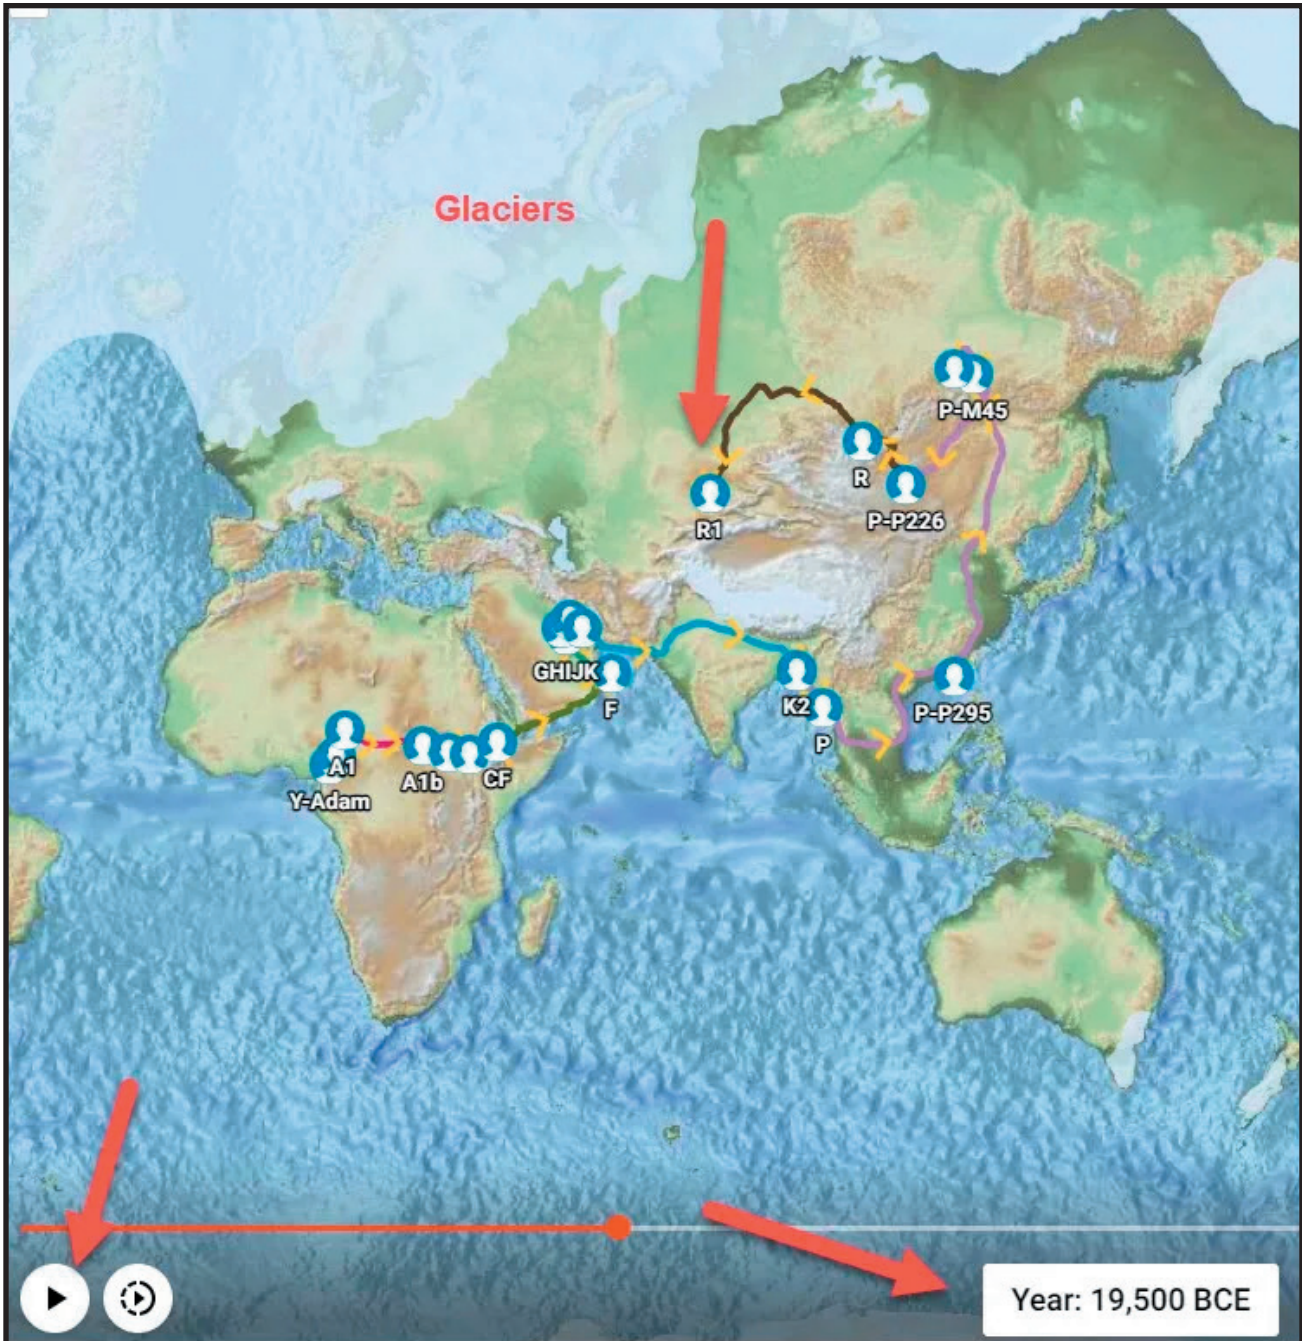 Glaciers
P-M45
R
P-P226
R1
GHIJK
F
K2
P-P295
P
A1
A1b
CF
Y-Adam
Year: 19,500 BCE